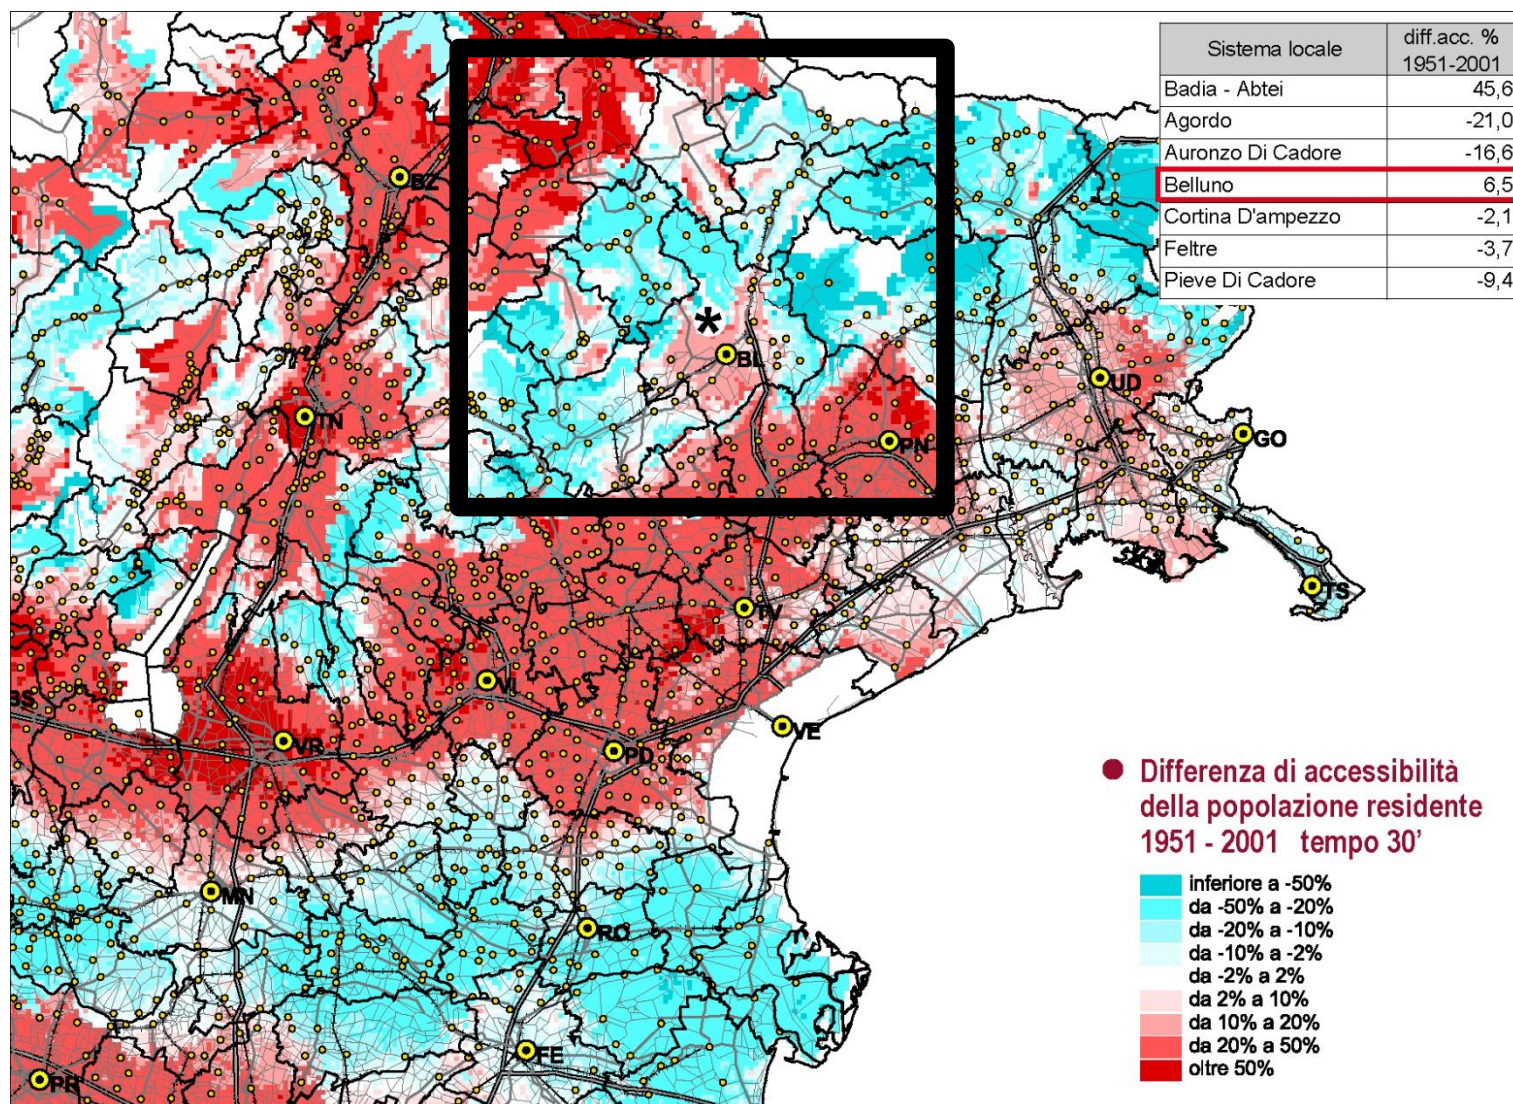 Sistema locale diff.acc. % 1951-2001
Badia - Abtei 45,6
Agordo -21,0
Auronzo Di Cadore -16,6
Belluno 6,5
Cortina D'ampezzo -2,1
Feltre -3,7
Pieve Di Cadore -9,4
BZ
*
BL
UD
TN
PN
GO
TS
TV
VI
BS
VE
VR
PD
MN
RO
FE
PR
Differenza di accessibilità
della popolazione residente
1951 - 2001 tempo 30'
inferiore a -50%
da -50% a -20%
da -20% a -10%
da -10% a -2%
da -2% a 2%
da 2% a 10%
da 10% a 20%
da 20% a 50%
oltre 50%